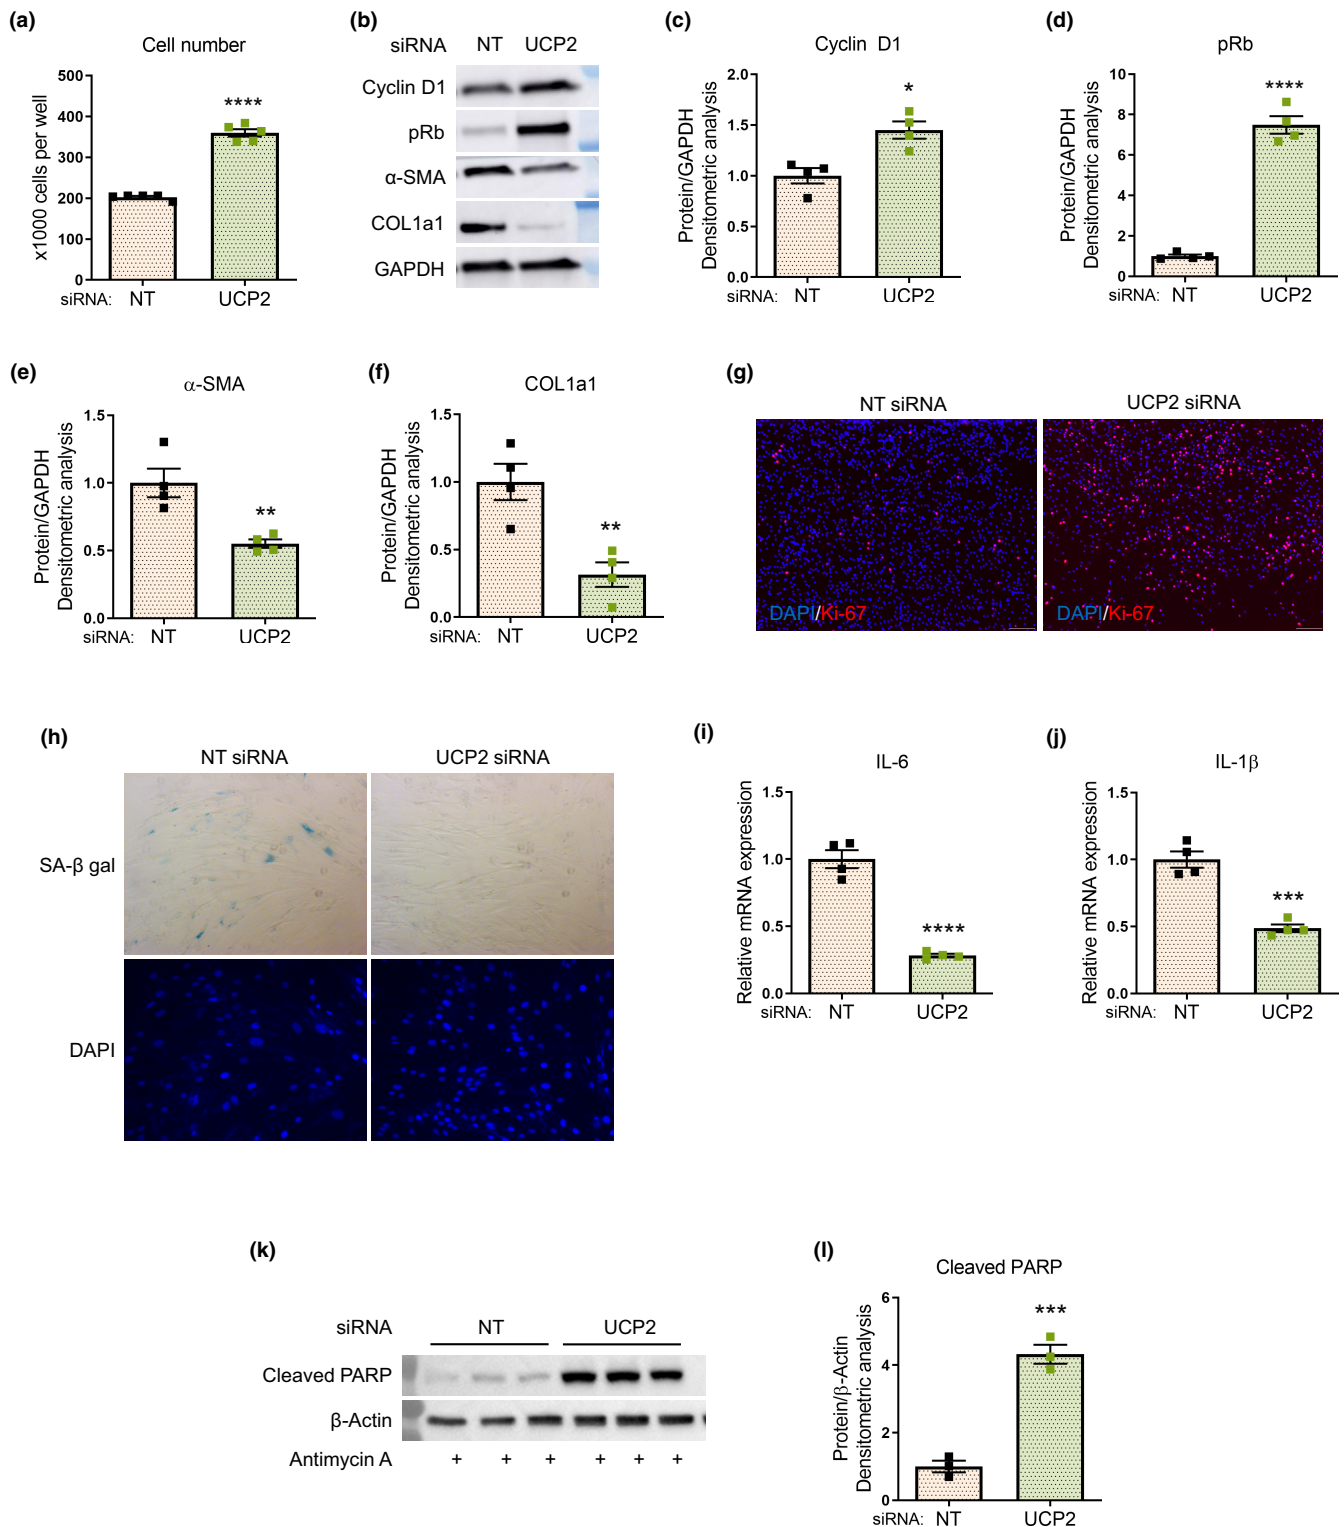 (a)
Cell number
x1000 cells per well
500
400
300
200
100
0
****
siRNA: NT UCP2
(b)
siRNA NT UCP2
Cyclin D1
pRb
α-SMA
COL1a1
GAPDH
(c)
Cyclin D1
Protein/GAPDH
Densitometric analysis
2.0
1.5
1.0
0.5
0.0
*
siRNA: NT UCP2
(d)
pRb
Protein/GAPDH
Densitometric analysis
10
8
6
4
2
0
****
siRNA: NT UCP2
(e)
α-SMA
Protein/GAPDH
Densitometric analysis
1.5
1.0
0.5
0.0
**
siRNA: NT UCP2
(f)
COL1a1
Protein/GAPDH
Densitometric analysis
1.5
1.0
0.5
0.0
**
siRNA: NT UCP2
(g)
NT siRNA UCP2 siRNA
DAPI/Ki-67 DAPI/Ki-67
(h)
NT siRNA UCP2 siRNA
SA-β gal
DAPI
(i)
IL-6
Relative mRNA expression
1.5
1.0
0.5
0.0
****
siRNA: NT UCP2
(j)
IL-1β
Relative mRNA expression
1.5
1.0
0.5
0.0
***
siRNA: NT UCP2
(k)
siRNA NT UCP2
Cleaved PARP
β-Actin
Antimycin A + + + + + +
(l)
Cleaved PARP
Protein/β-Actin
Densitometric analysis
6
4
2
0
***
siRNA: NT UCP2